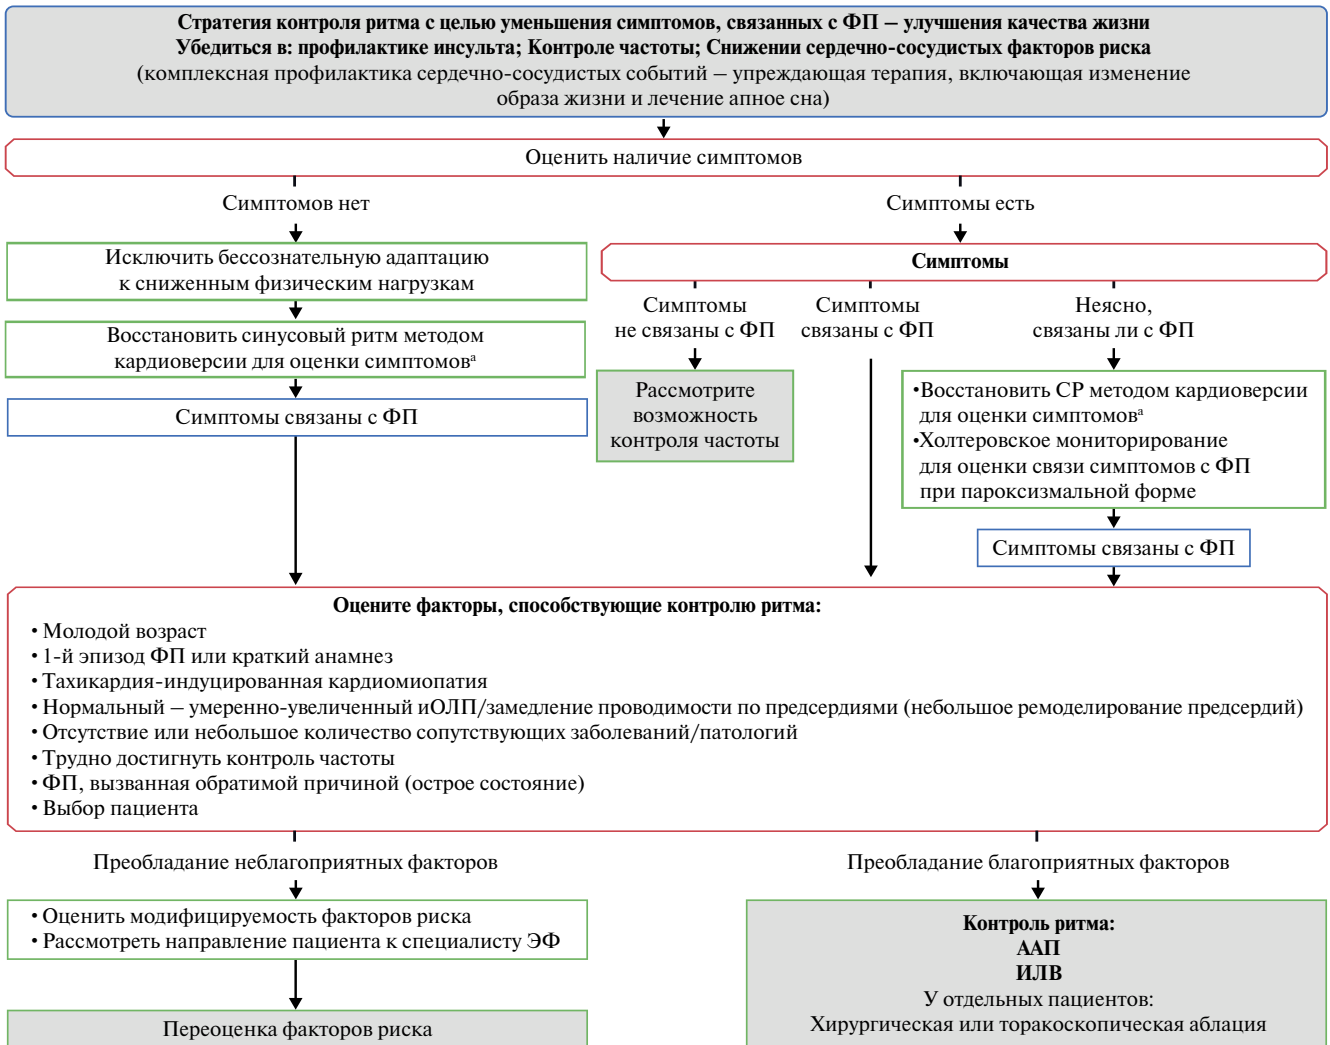 Стратегия контроля ритма с целью уменьшения симптомов, связанных с ФП – улучшения качества жизни
Убедиться в: профилактике инсульта; Контроле частоты; Снижении сердечно-сосудистых факторов риска
(комплексная профилактика сердечно-сосудистых событий – упреждающая терапия, включающая изменение
образа жизни и лечение апное сна)
Оценить наличие симптомов
Симптомов нет
Симптомы есть
Исключить бессознательную адаптацию
к сниженным физическим нагрузкам
Восстановить синусовый ритм методом
кардиоверсии для оценки симптомовª
Симптомы связаны с ФП
Симптомы
Симптомы
не связаны с ФП
Симптомы
связаны с ФП
Неясно,
связаны ли с ФП
Рассмотрите
возможность
контроля частоты
•Восстановить СР методом кардиоверсии
для оценки симптомовª
•Холтеровское мониторирование
для оценки связи симптомов с ФП
при пароксизмальной форме
Симптомы связаны с ФП
Оцените факторы, способствующие контролю ритма:
• Молодой возраст
• 1-й эпизод ФП или краткий анамнез
• Тахикардия-индуцированная кардиомиопатия
• Нормальный – умеренно-увеличенный иОЛП/замедление проводимости по предсердиями (небольшое ремоделирование предсердий)
• Отсутствие или небольшое количество сопутствующих заболеваний/патологий
• Трудно достигнуть контроль частоты
• ФП, вызванная обратимой причиной (острое состояние)
• Выбор пациента
Преобладание неблагоприятных факторов
Преобладание благоприятных факторов
• Оценить модифицируемость факторов риска
• Рассмотреть направление пациента к специалисту ЭФ
Переоценка факторов риска
Контроль ритма:
ААП
ИЛВ
У отдельных пациентов:
Хирургическая или торакоскопическая аблация